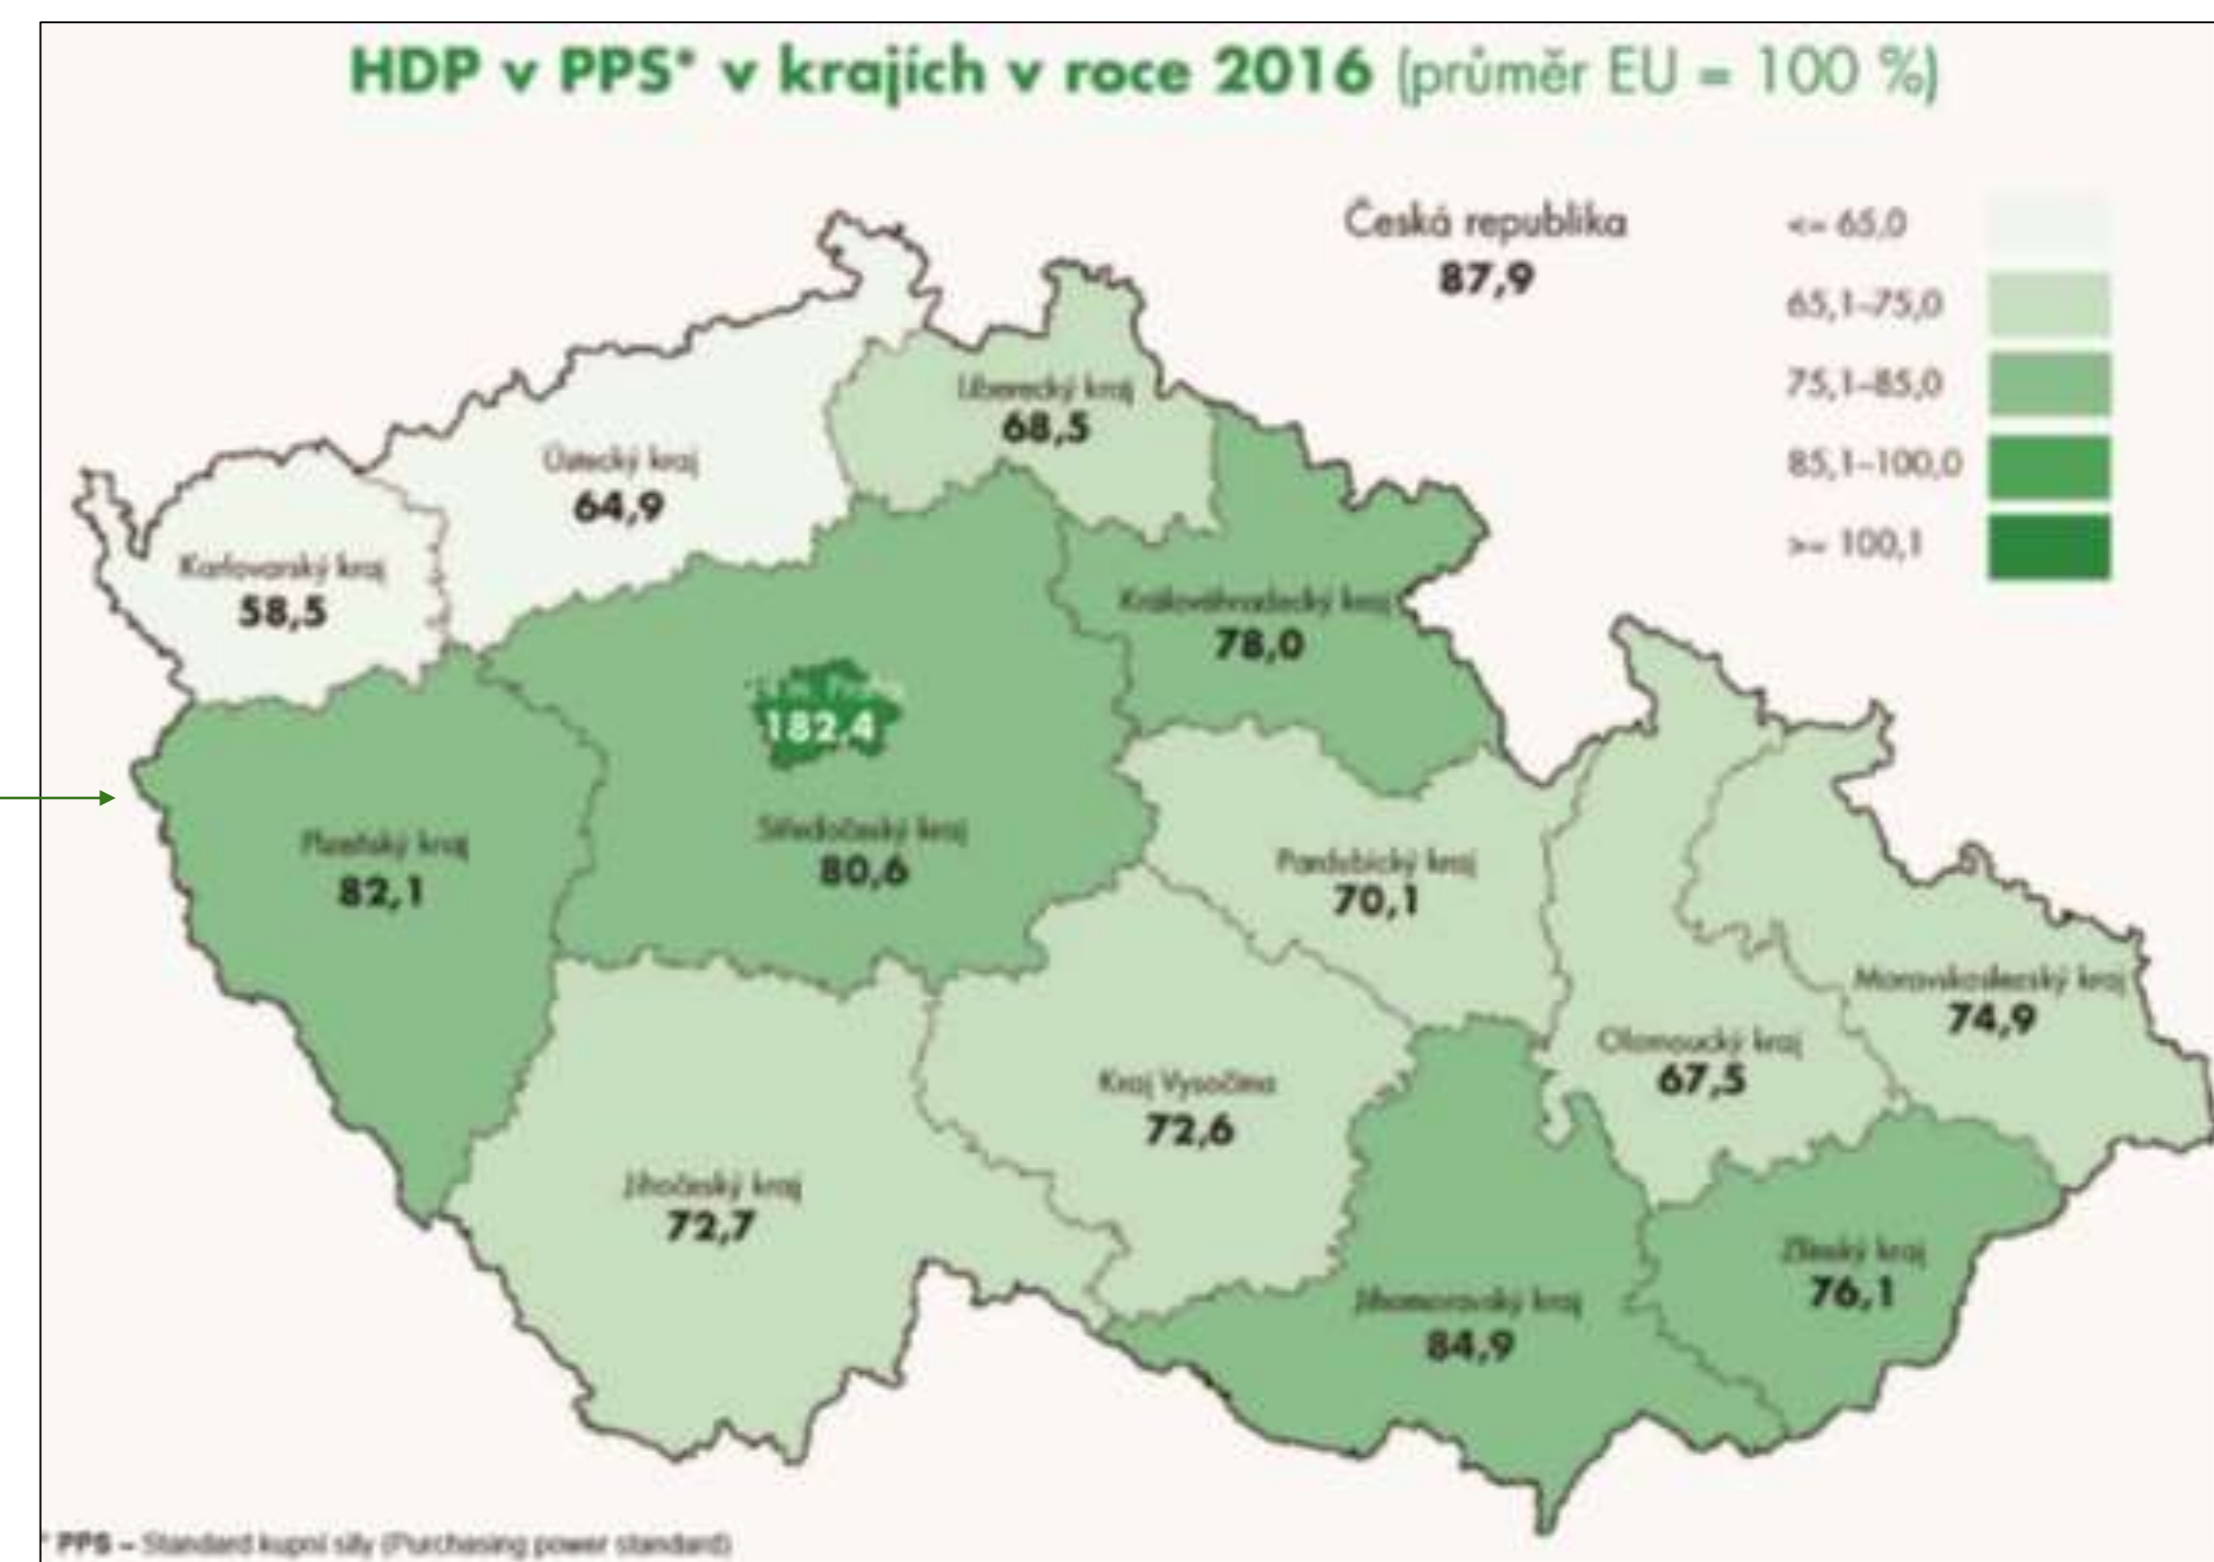 HDP v PPS* v krajích v roce 2016 (průměr EU = 100 %)
Česká republika
87,9
<= 65,0
65,1–75,0
75,1–85,0
85,1–100,0
>= 100,1
Liberecký kraj
68,5
Ústecký kraj
64,9
Karlovarský kraj
58,5
Královéhradecký kraj
78,0
182,4
Středočeský kraj
80,6
Plzeňský kraj
82,1
Pardubický kraj
70,1
Moravskoslezský kraj
74,9
Olomoucký kraj
67,5
Kraj Vysočina
72,6
Jihočeský kraj
72,7
Zlínský kraj
76,1
Jihomoravský kraj
84,9
* PPS – Standard kupní síly (Purchasing power standard)